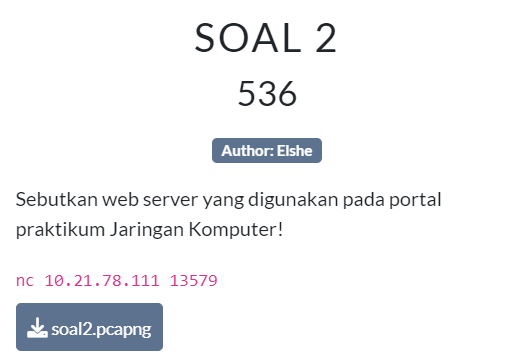 SOAL 2
536
Author: Elshe
Sebutkan web server yang digunakan pada portal
praktikum Jaringan Komputer!
nc 10.21.78.111 13579
soal2.pcapng